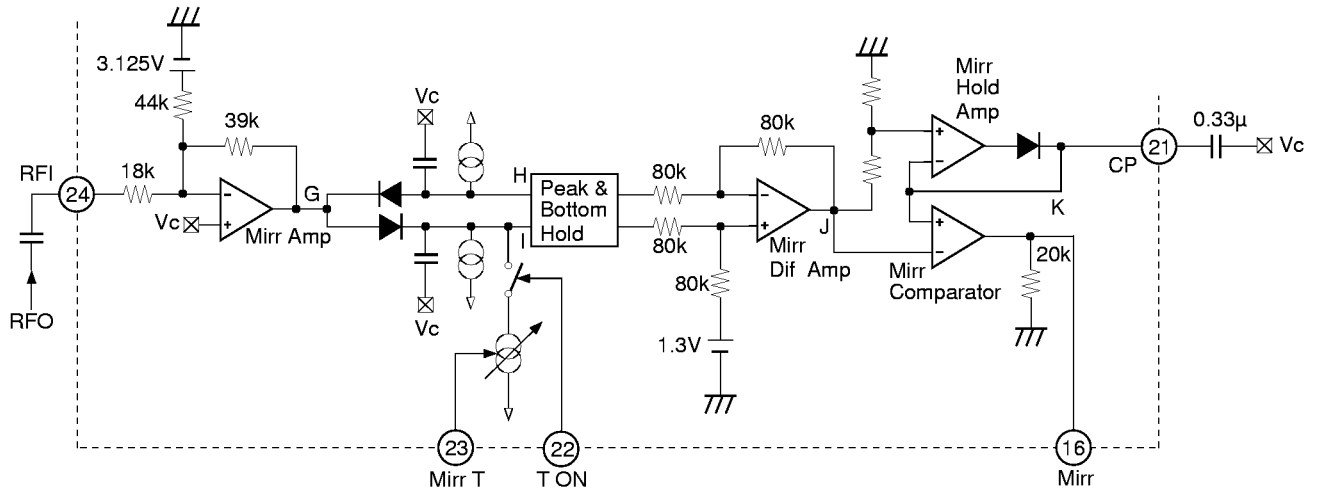 3.125V
44k
39k
RFI
24
18k
Vc
Mirr Amp
G
RFO
Vc
Vc
H
I
Peak &
Bottom
Hold
80k
80k
80k
80k
1.3V
Mirr
Dif Amp
J
Mirr
Hold
Amp
Mirr
Comparator
K
20k
CP
21
0.33μ
Vc
23
Mirr T
22
T ON
16
Mirr